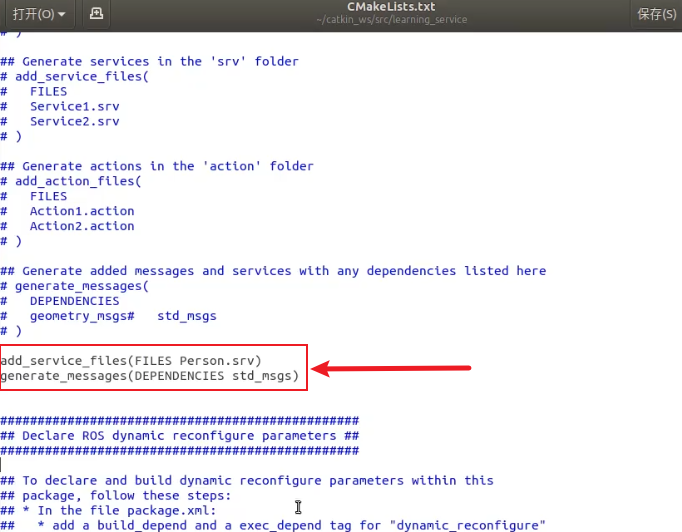 打开(O)
CMakeLists.txt
~/catkin_ws/src/learning_service
保存(S)
# )
## Generate services in the 'srv' folder
# add_service_files(
#   FILES
#   Service1.srv
#   Service2.srv
# )
## Generate actions in the 'action' folder
# add_action_files(
#   FILES
#   Action1.action
#   Action2.action
# )
## Generate added messages and services with any dependencies listed here
# generate_messages(
#   DEPENDENCIES
#   geometry_msgs#   std_msgs
# )
add_service_files(FILES Person.srv)
generate_messages(DEPENDENCIES std_msgs)
################################################
## Declare ROS dynamic reconfigure parameters ##
################################################
## To declare and build dynamic reconfigure parameters within this
## package, follow these steps:
## * In the file package.xml:
##   * add a build_depend and a exec_depend tag for "dynamic_reconfigure"